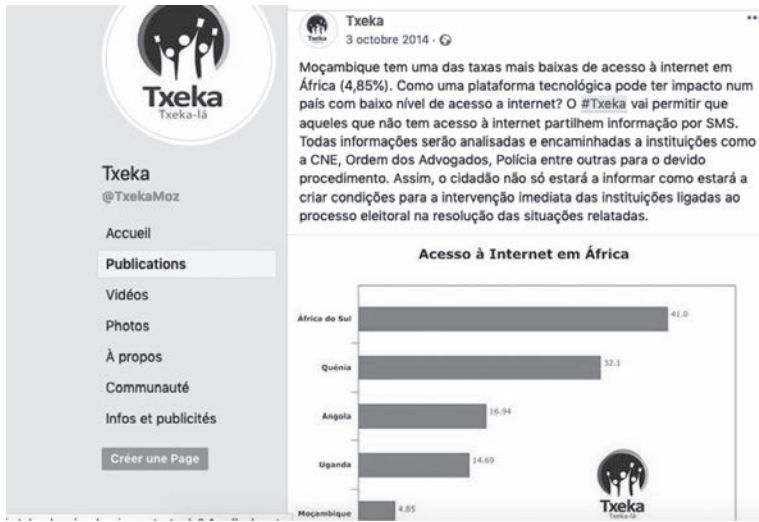 Txeka
Txeka-lá
Txeka
@TxekaMoz
Accueil
Publications
Vidéos
Photos
À propos
Communauté
Infos et publicités
Créer une Page
Txeka
3 octobre 2014 ·
Moçambique tem uma das taxas mais baixas de acesso à internet em
África (4,85%). Como uma plataforma tecnológica pode ter impacto num
país com baixo nível de acesso a internet? O #Txeka vai permitir que
aqueles que não tem acesso à internet partilhem informação por SMS.
Todas informações serão analisadas e encaminhadas a instituições como
a CNE, Ordem dos Advogados, Polícia entre outras para o devido
procedimento. Assim, o cidadão não só estará a informar como estará a
criar condições para a intervenção imediata das instituições ligadas ao
processo eleitoral na resolução das situações relatadas.
Acesso à Internet em África
África do Sul 41.0
Quénia 32.1
Angola 16.94
Uganda 14.69
Moçambique 4.85
Txeka
Txeka-lá